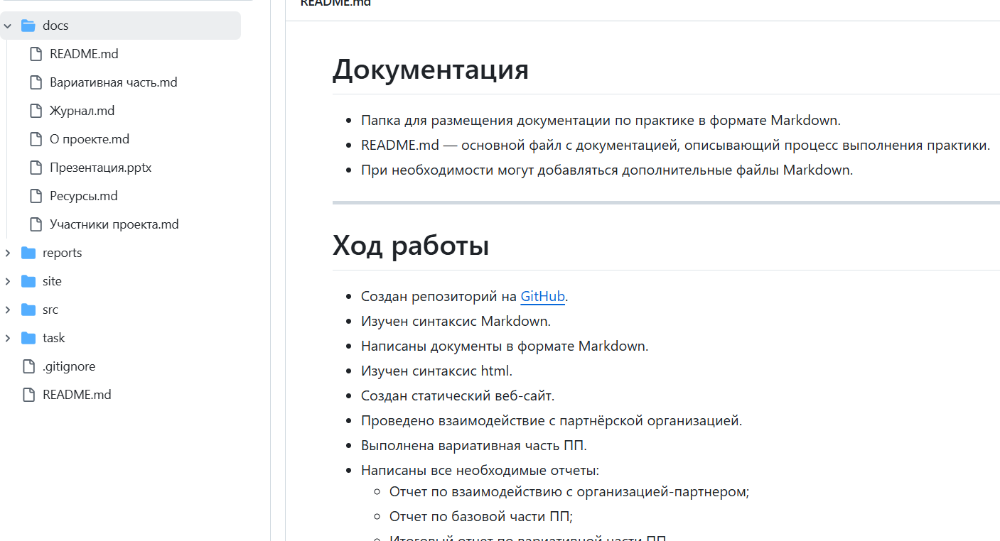 README.md
docs
README.md
Вариативная часть.md
Журнал.md
О проекте.md
Презентация.pptx
Ресурсы.md
Участники проекта.md
reports
site
src
task
.gitignore
README.md
Документация
Папка для размещения документации по практике в формате Markdown.
README.md — основной файл с документацией, описывающий процесс выполнения практики.
При необходимости могут добавляться дополнительные файлы Markdown.
Ход работы
Создан репозиторий на GitHub.
Изучен синтаксис Markdown.
Написаны документы в формате Markdown.
Изучен синтаксис html.
Создан статический веб-сайт.
Проведено взаимодействие с партнёрской организацией.
Выполнена вариативная часть ПП.
Написаны все необходимые отчеты:
Отчет по взаимодействию с организацией-партнером;
Отчет по базовой части ПП;
Итоговый отчет по вариативной части ПП